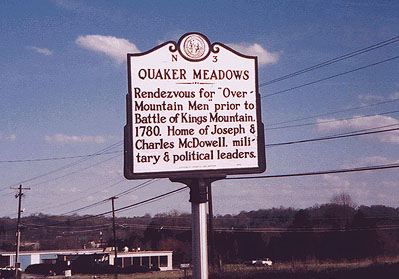 N 3
QUAKER MEADOWS
Rendezvous for "Over-
Mountain Men" prior to
Battle of Kings Mountain,
1780. Home of Joseph &
Charles McDowell, mili-
tary & political leaders.